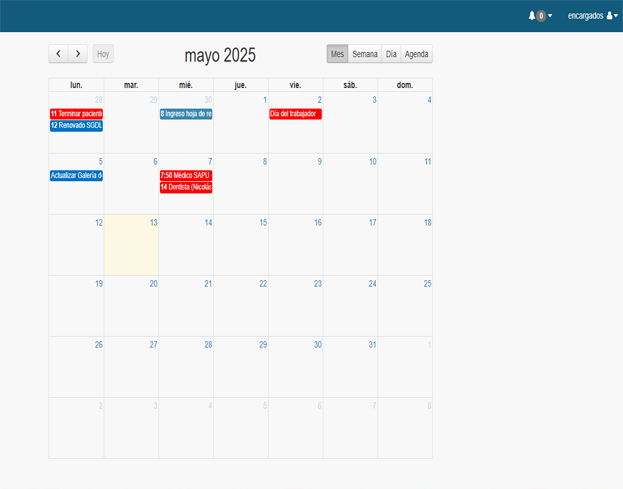 0
encargados
Hoy
mayo 2025
Mes Semana Día Agenda
lun. mar. mié. jue. vie. sáb. dom.
28 29 30 1 2 3 4
11 Terminar pacient
8 Ingreso hoja de re
Día del trabajador
12 Renovado SGDL
5 6 7 8 9 10 11
Actualizar Galería d
7:50 Médico SAPU
14 Dentista (Nicolás
12 13 14 15 16 17 18
19 20 21 22 23 24 25
26 27 28 29 30 31 1
2 3 4 5 6 7 8